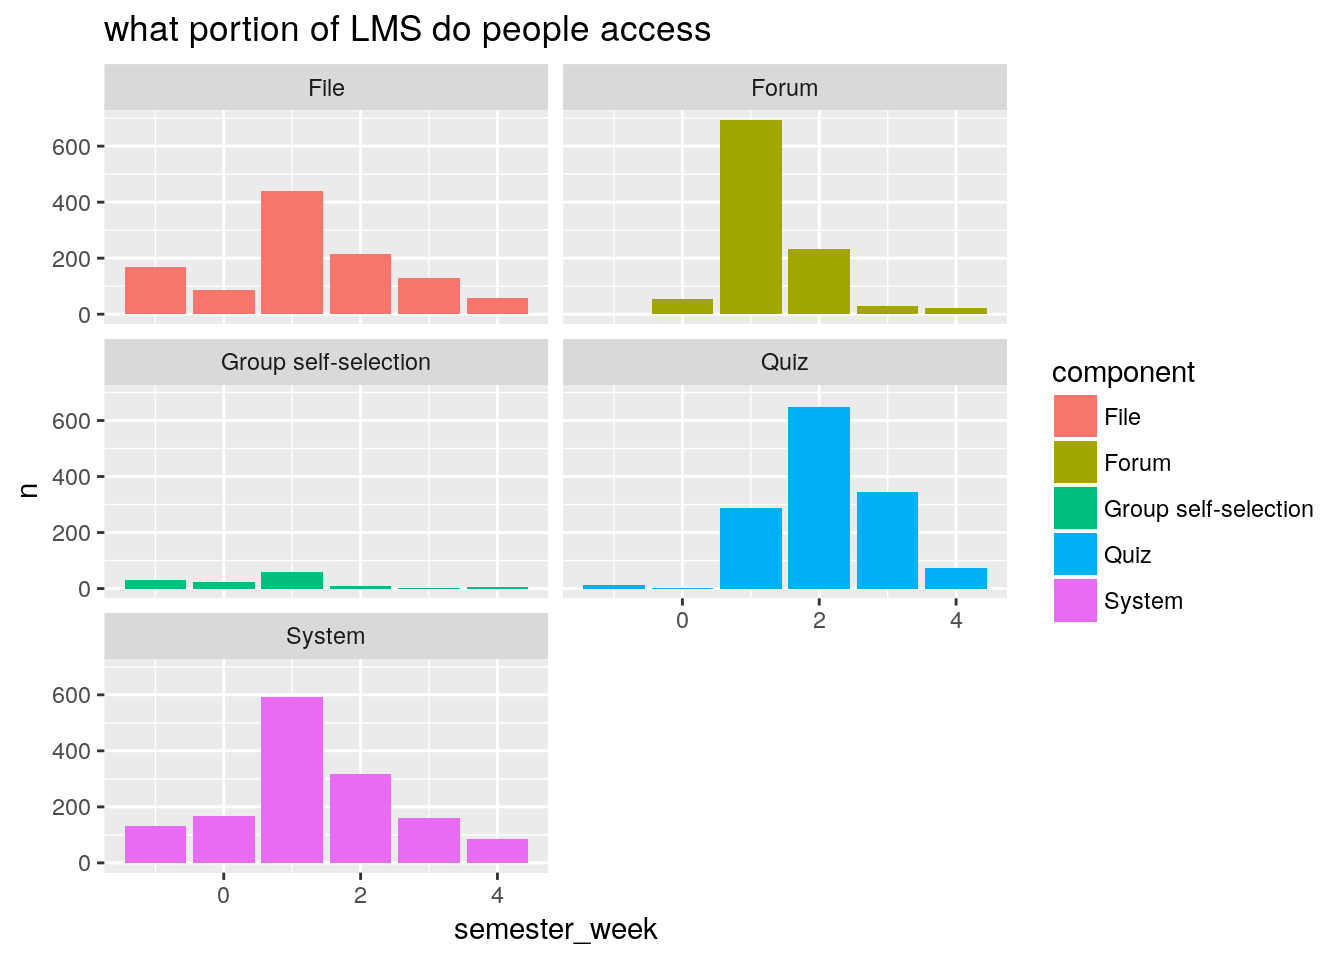 what portion of LMS do people access
File
Forum
600
400
200
0
Group self-selection
Quiz
600
400
200
0
0
2
4
System
600
400
200
0
0
2
4
semester_week
n
component
File
Forum
Group self-selection
Quiz
System